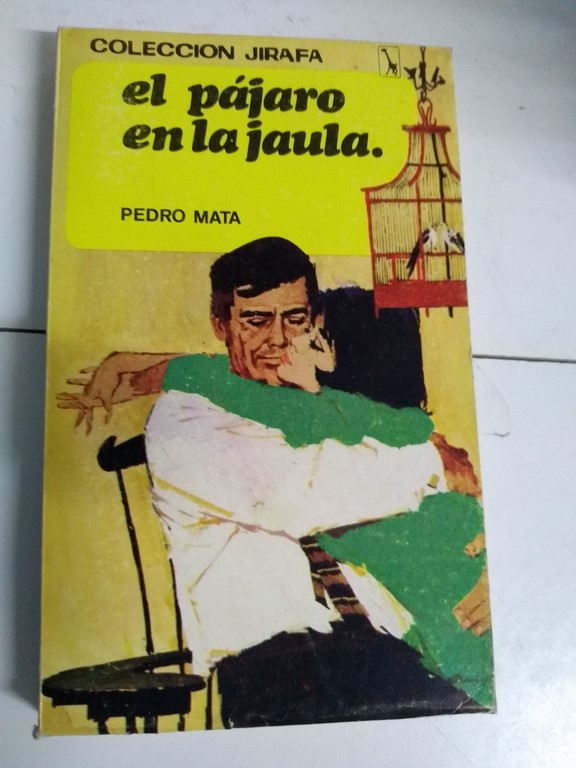 COLECCION JIRAFA
el pájaro
en la jaula.
PEDRO MATA